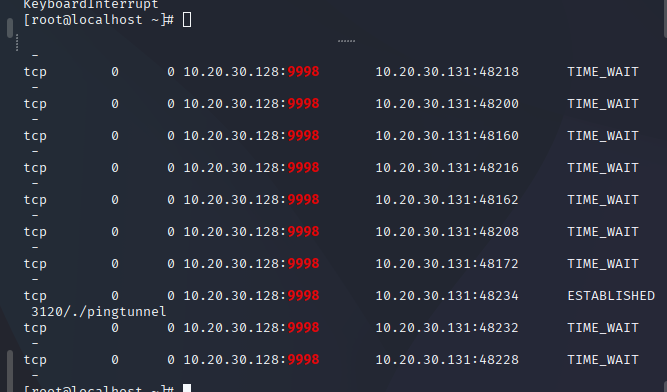 KeyboardInterrupt
[root@localhost ~]#
-
tcp 0 0 10.20.30.128:9998 10.20.30.131:48218 TIME_WAIT
-
tcp 0 0 10.20.30.128:9998 10.20.30.131:48200 TIME_WAIT
-
tcp 0 0 10.20.30.128:9998 10.20.30.131:48160 TIME_WAIT
-
tcp 0 0 10.20.30.128:9998 10.20.30.131:48216 TIME_WAIT
-
tcp 0 0 10.20.30.128:9998 10.20.30.131:48162 TIME_WAIT
-
tcp 0 0 10.20.30.128:9998 10.20.30.131:48208 TIME_WAIT
-
tcp 0 0 10.20.30.128:9998 10.20.30.131:48172 TIME_WAIT
-
tcp 0 0 10.20.30.128:9998 10.20.30.131:48234 ESTABLISHED
3120/./pingtunnel
tcp 0 0 10.20.30.128:9998 10.20.30.131:48232 TIME_WAIT
-
tcp 0 0 10.20.30.128:9998 10.20.30.131:48228 TIME_WAIT
-
[root@localhost ~]#